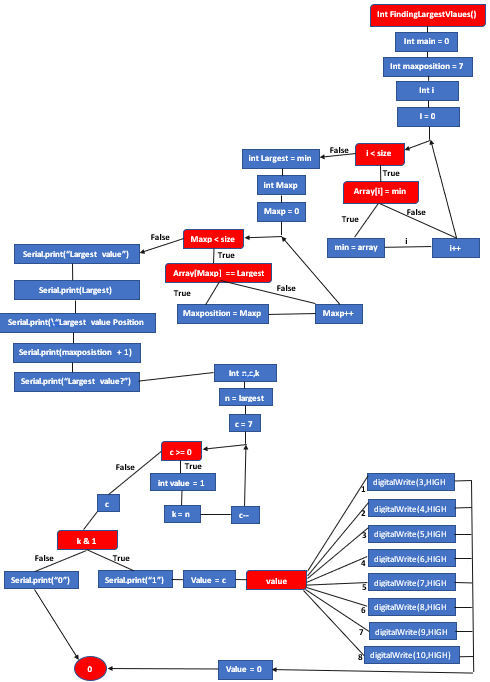 Int FindingLargestVlaues()
Int main = 0
Int maxposition = 7
Int i
I = 0
i < size
False
True
int Largest = min
Array[i] = min
int Maxp
True
False
Maxp = 0
min = array
i
i++
Maxp < size
False
True
Serial.print("Largest value")
Array[Maxp] == Largest
True
False
Serial.print(Largest)
Maxposition = Maxp
Maxp++
Serial.print(\"Largest value Position
Serial.print(maxposistion + 1)
Serial.print("Largest value?")
Int n,c,k
n = largest
c = 7
c >= 0
False
True
int value = 1
c
k = n
c--
k & 1
False
True
Serial.print("0")
Serial.print("1")
Value = c
value
1
digitalWrite(3,HIGH
2
digitalWrite(4,HIGH
3
digitalWrite(5,HIGH
4
digitalWrite(6,HIGH
5
digitalWrite(7,HIGH
6
digitalWrite(8,HIGH
7
digitalWrite(9,HIGH
8
digitalWrite(10,HIGH)
0
Value = 0